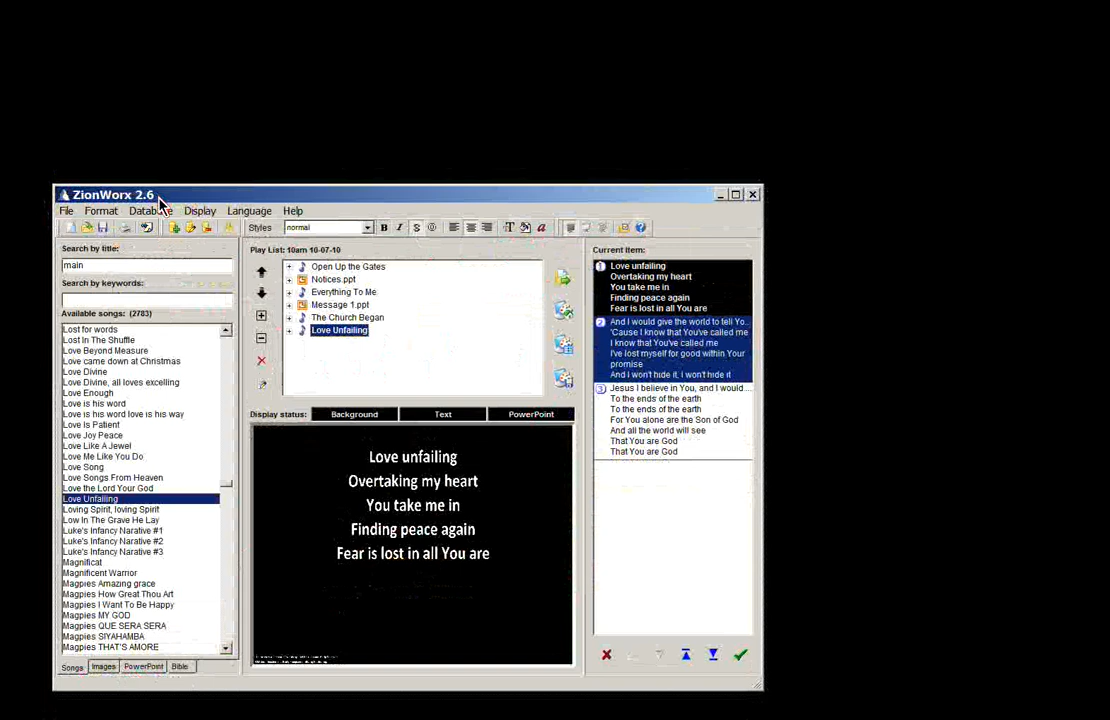 ZionWorx 2.6
File Format Database Display Language Help
Styles normal B I S
Search by title:
main
Search by keywords:
Available songs: (2783)
Lost for words
Lost In The Shuffle
Love Beyond Measure
Love came down at Christmas
Love Divine
Love Divine, all loves excelling
Love Enough
Love is his word
Love is his word love is his way
Love Is Patient
Love Joy Peace
Love Like A Jewel
Love Me Like You Do
Love Song
Love Songs From Heaven
Love the Lord Your God
Love Unfailing
Loving Spirit, loving Spirit
Low In The Grave He Lay
Luke's Infancy Narative #1
Luke's Infancy Narative #2
Luke's Infancy Narative #3
Magnificat
Magnificent Warrior
Magpies Amazing grace
Magpies How Great Thou Art
Magpies I Want To Be Happy
Magpies MY GOD
Magpies QUE SERA SERA
Magpies SIYAHAMBA
Magpies THAT'S AMORE
Songs Images PowerPoint Bible
Play List: 10am 10-07-10
Open Up the Gates
Notices.ppt
Everything To Me
Message 1.ppt
The Church Began
Love Unfailing
Display status: Background Text PowerPoint
Love unfailing
Overtaking my heart
You take me in
Finding peace again
Fear is lost in all You are
Current Item:
1 Love unfailing
Overtaking my heart
You take me in
Finding peace again
Fear is lost in all You are
2 And I would give the world to tell Yo...
'Cause I know that You've called me
I know that You've called me
I've lost myself for good within Your
promise
And I won't hide it, I won't hide it
3 Jesus I believe in You, and I would ...
To the ends of the earth
To the ends of the earth
For You alone are the Son of God
And all the world will see
That You are God
That You are God